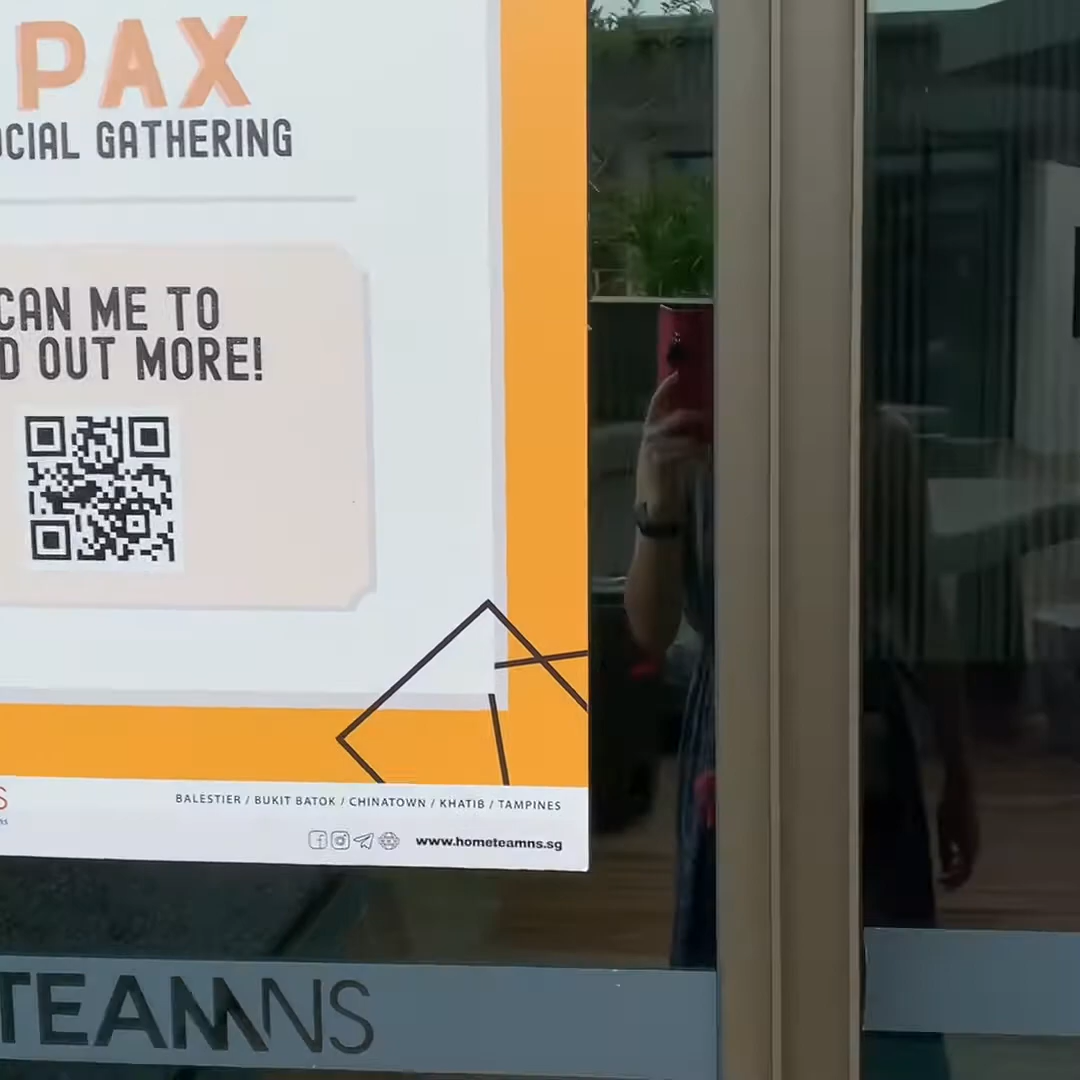 PAX
OCIAL GATHERING
CAN ME TO
D OUT MORE!
S
BALESTIER / BUKIT BATOK / CHINATOWN / KHATIB / TAMPINES
www.hometeamns.sg
TEAMNS